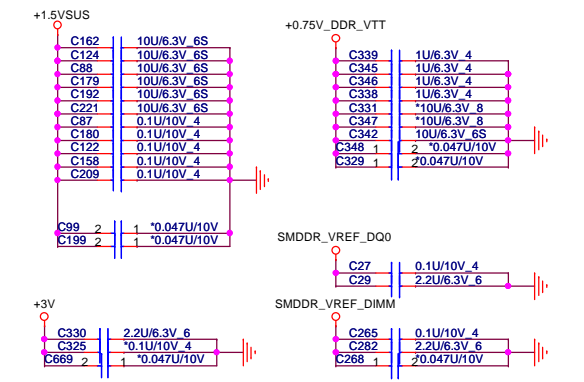 +1.5VSUS
C162 10U/6.3V_6S
C124 10U/6.3V_6S
C88 10U/6.3V_6S
C179 10U/6.3V_6S
C192 10U/6.3V_6S
C221 10U/6.3V_6S
C87 0.1U/10V_4
C180 0.1U/10V_4
C122 0.1U/10V_4
C158 0.1U/10V_4
C209 0.1U/10V_4
C99 2 1 *0.047U/10V
C199 2 1 *0.047U/10V
+0.75V_DDR_VTT
C339 1U/6.3V_4
C345 1U/6.3V_4
C346 1U/6.3V_4
C338 1U/6.3V_4
C331 *10U/6.3V_8
C347 *10U/6.3V_8
C342 10U/6.3V_6S
C348 1 2 *0.047U/10V
C329 1 2 *0.047U/10V
SMDDR_VREF_DQ0
C27 0.1U/10V_4
C29 2.2U/6.3V_6
+3V
C330 2.2U/6.3V_6
C325 *0.1U/10V_4
C669 2 1 *0.047U/10V
SMDDR_VREF_DIMM
C265 0.1U/10V_4
C282 2.2U/6.3V_6
C268 1 2 *0.047U/10V